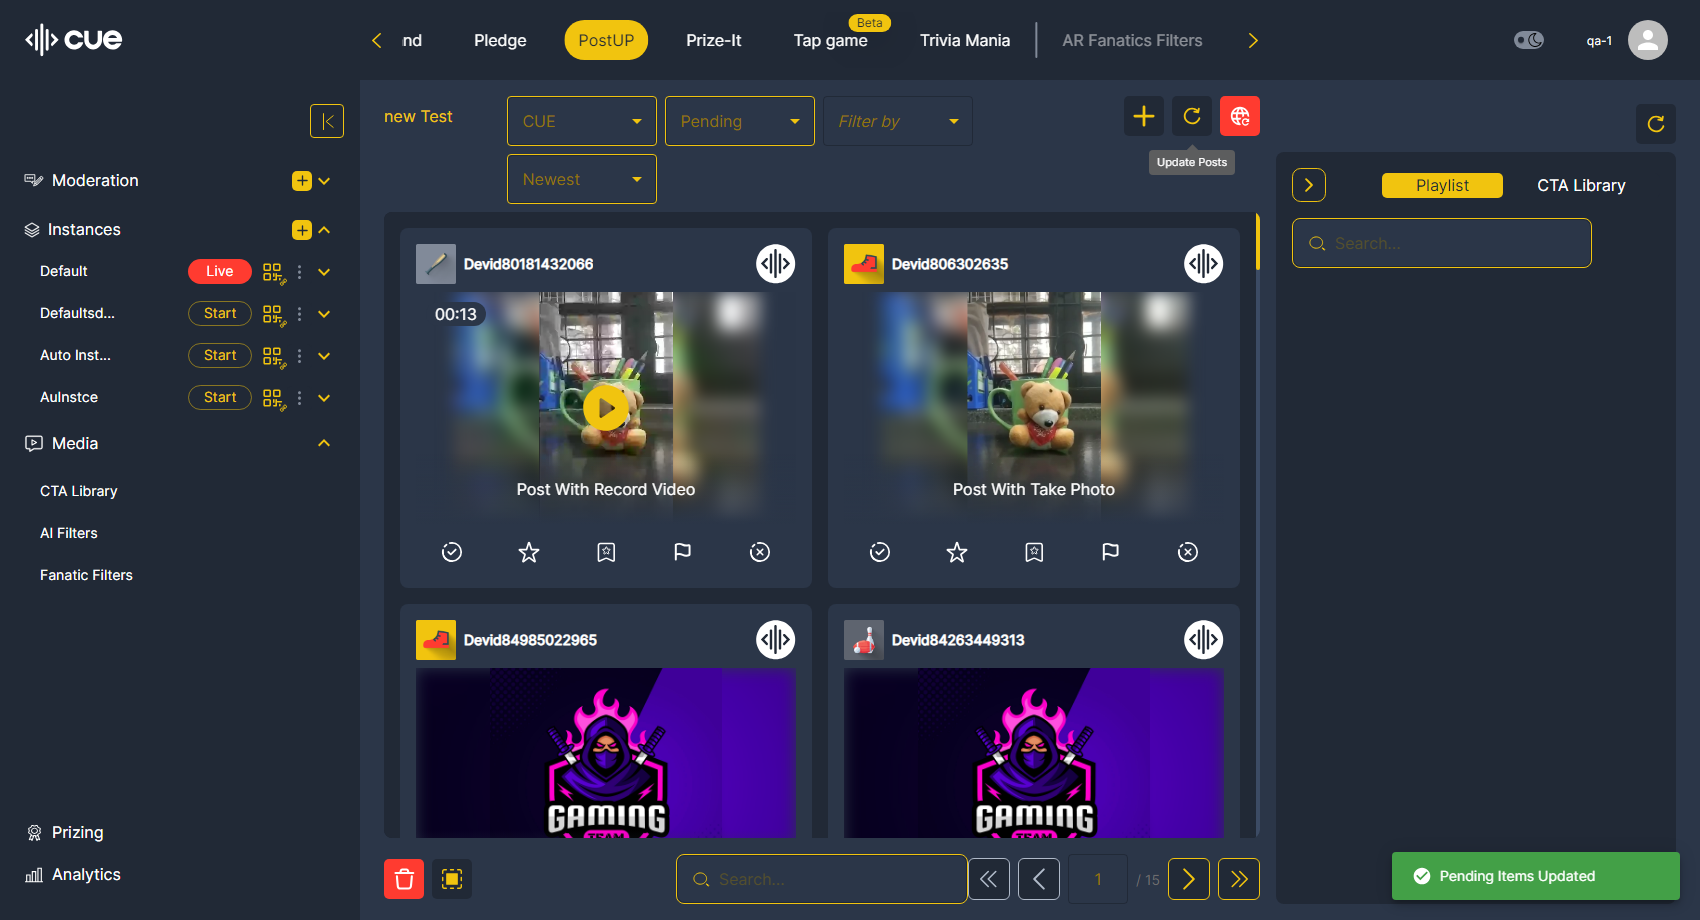 cue
nd
Pledge
PostUP
Prize-It
Beta
Tap game
Trivia Mania
AR Fanatics Filters
qa-1
new Test
CUE
Pending
Filter by
Newest
Update Posts
Moderation
Instances
Default
Live
Defaultsd...
Start
Auto Inst...
Start
AuInstce
Start
Media
CTA Library
AI Filters
Fanatic Filters
Prizing
Analytics
Devid80181432066
00:13
Post With Record Video
Devid806302635
Post With Take Photo
Devid84985022965
GAMING
TEAM
Devid84263449313
GAMING
TEAM
Search...
1
/ 15
Playlist
CTA Library
Search...
Pending Items Updated